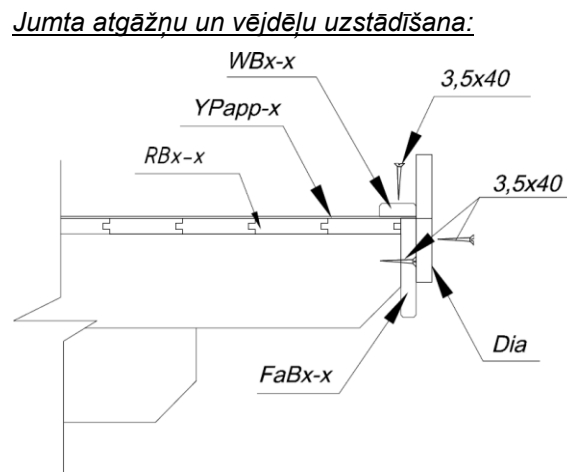 Jumta atgāžņu un vējdēļu uzstādīšana:
WBx-x
3,5x40
YPapp-x
RBx-x
3,5x40
Dia
FaBx-x